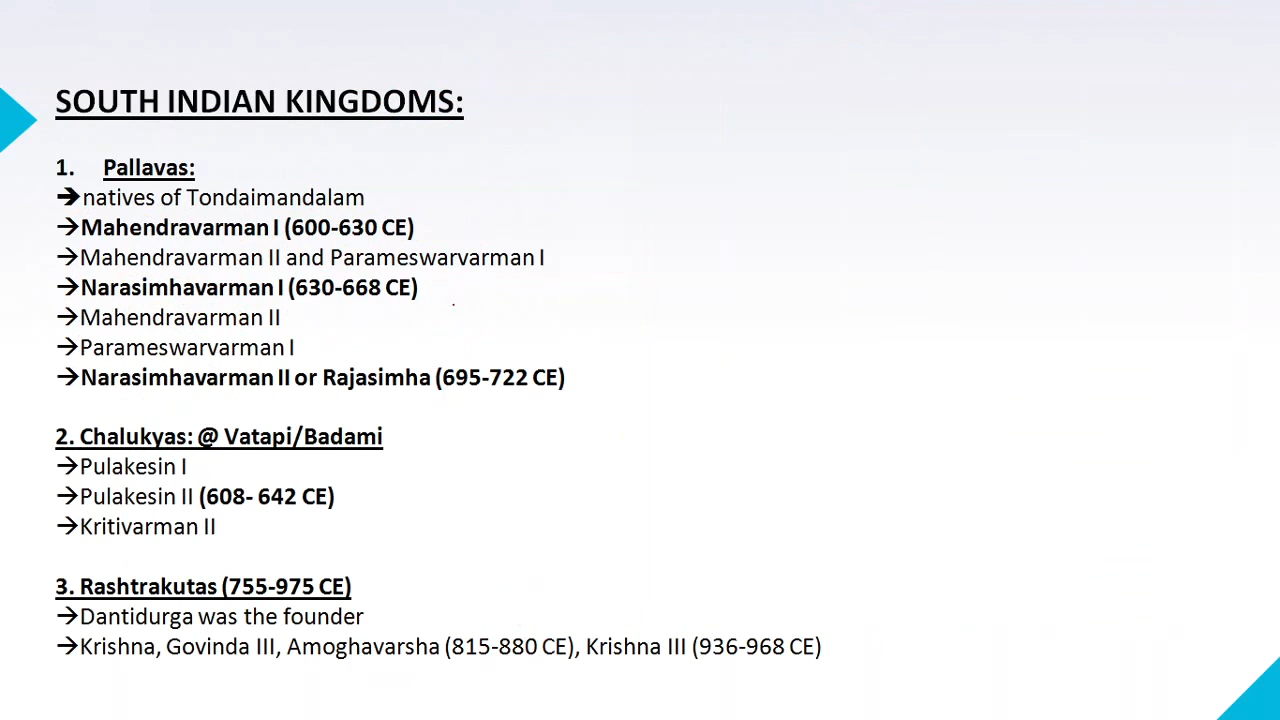 SOUTH INDIAN KINGDOMS:
1. Pallavas:
→natives of Tondaimandalam
→Mahendravarman I (600-630 CE)
→Mahendravarman II and Parameswarvarman I
→Narasimhavarman I (630-668 CE)
→Mahendravarman II
→Parameswarvarman I
→Narasimhavarman II or Rajasimha (695-722 CE)
2. Chalukyas: @ Vatapi/Badami
→Pulakesin I
→Pulakesin II (608- 642 CE)
→Kritivarman II
3. Rashtrakutas (755-975 CE)
→Dantidurga was the founder
→Krishna, Govinda III, Amoghavarsha (815-880 CE), Krishna III (936-968 CE)